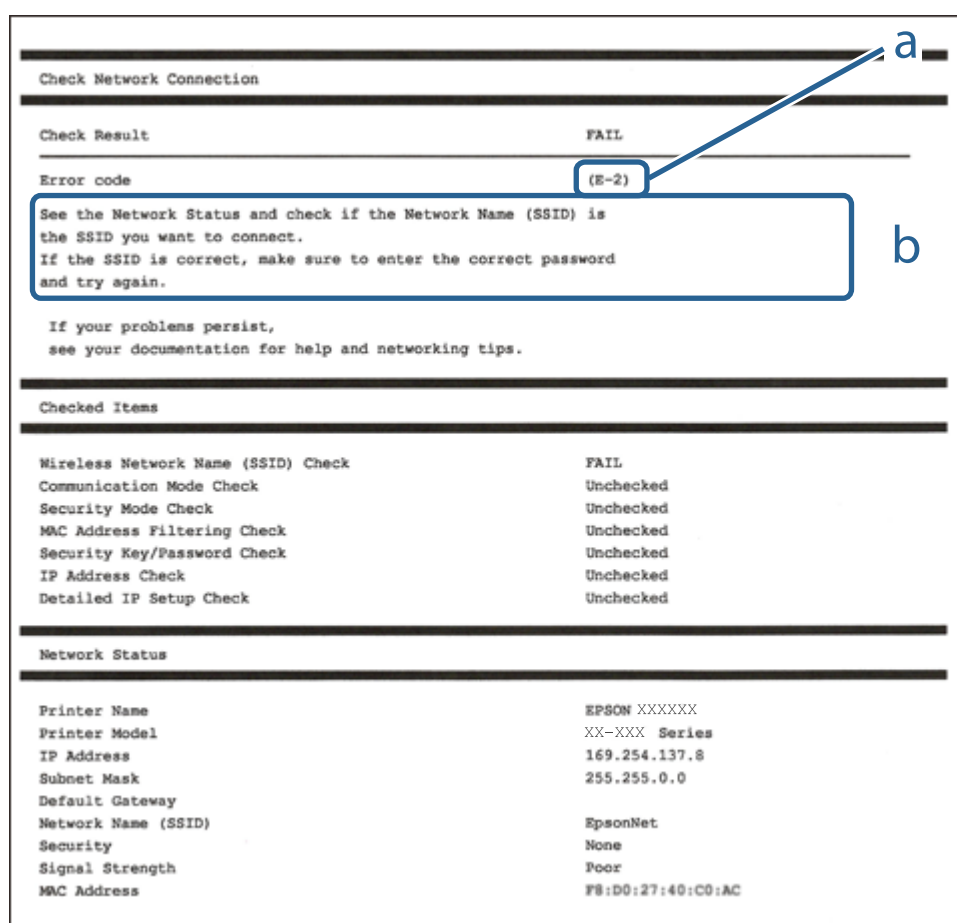 a
Check Network Connection
Check Result FAIL
Error code (E-2)
See the Network Status and check if the Network Name (SSID) is
the SSID you want to connect.
If the SSID is correct, make sure to enter the correct password
and try again.
b
If your problems persist,
see your documentation for help and networking tips.
Checked Items
Wireless Network Name (SSID) Check FAIL
Communication Mode Check Unchecked
Security Mode Check Unchecked
MAC Address Filtering Check Unchecked
Security Key/Password Check Unchecked
IP Address Check Unchecked
Detailed IP Setup Check Unchecked
Network Status
Printer Name EPSON XXXXXX
Printer Model XX-XXX Series
IP Address 169.254.137.8
Subnet Mask 255.255.0.0
Default Gateway
Network Name (SSID) EpsonNet
Security None
Signal Strength Poor
MAC Address F8:D0:27:40:C0:AC